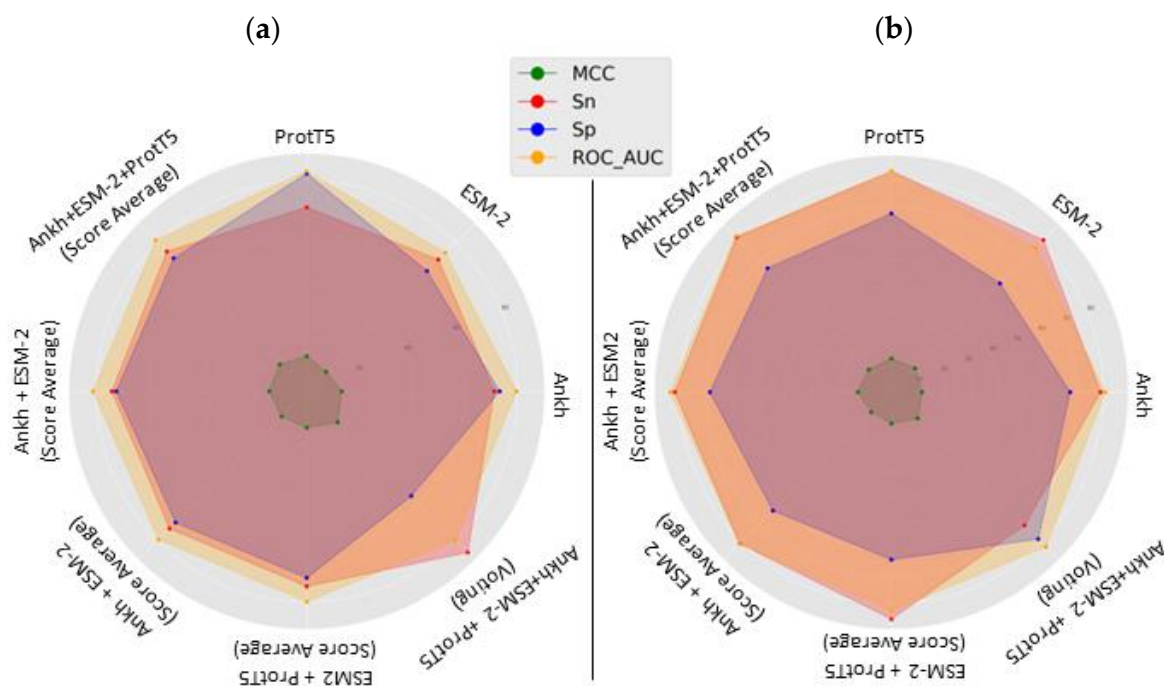 (a)
(b)
MCC
Sn
Sp
ROC_AUC
ProtT5
ESM-2
Ankh
Ankh+ESM-2 +ProtT5
(Voting)
ESM2 + ProtT5
(Score Average)
Ankh + ESM-2
(Score Average)
Ankh + ESM-2
(Score Average)
Ankh+ESM-2+ProtT5
(Score Average)
ProtT5
ESM-2
Ankh
Ankh+ESM-2 +ProtT5
(Voting)
ESM-2 + ProtT5
(Score Average)
Ankh + ESM-2
(Score Average)
Ankh + ESM2
(Score Average)
Ankh+ESM-2+ProtT5
(Score Average)